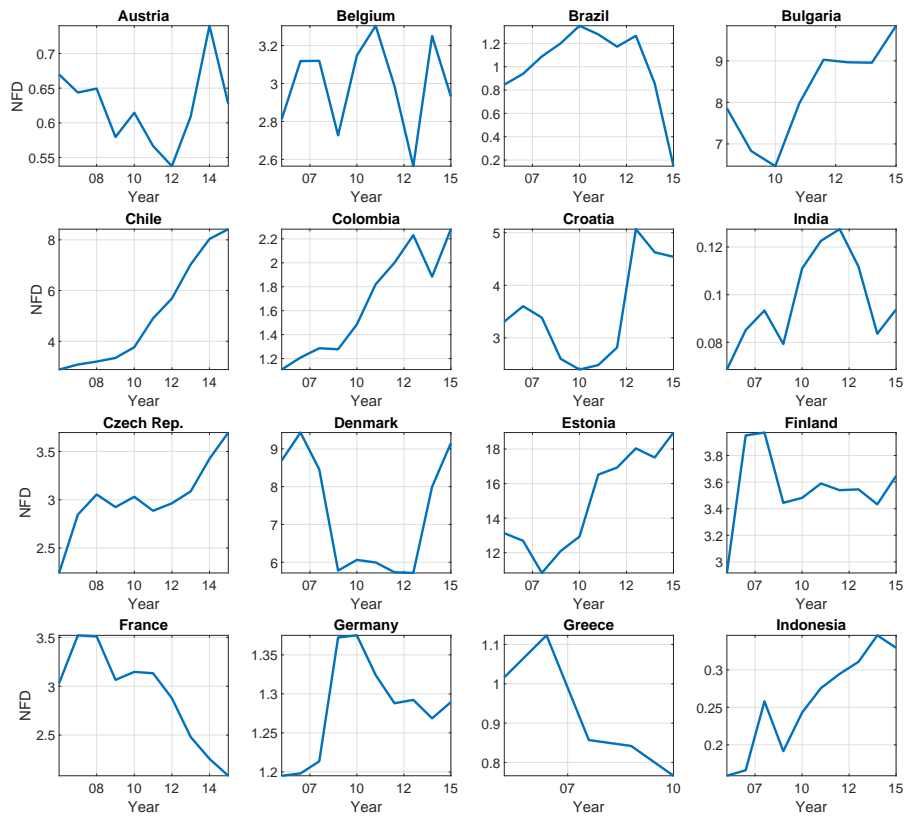 Austria
NFD
0.7
0.65
0.6
0.55
08 10 12 14
Year
Belgium
3.2
3
2.8
2.6
07 10 12 15
Year
Brazil
1.2
1
0.8
0.6
0.4
0.2
07 10 12 15
Year
Bulgaria
9
8
7
10 12 15
Year
Chile
NFD
8
6
4
08 10 12 14
Year
Colombia
2.2
2
1.8
1.6
1.4
1.2
07 10 12 15
Year
Croatia
5
4
3
07 10 12 15
Year
India
0.12
0.1
0.08
07 10 12 15
Year
Czech Rep.
NFD
3.5
3
2.5
08 10 12 14
Year
Denmark
9
8
7
6
07 10 12 15
Year
Estonia
18
16
14
12
07 10 12 15
Year
Finland
3.8
3.6
3.4
3.2
3
07 10 12 15
Year
France
NFD
3.5
3
2.5
08 10 12 14
Year
Germany
1.35
1.3
1.25
1.2
07 10 12 15
Year
Greece
1.1
1
0.9
0.8
07 10
Year
Indonesia
0.3
0.25
0.2
07 10 12 15
Year